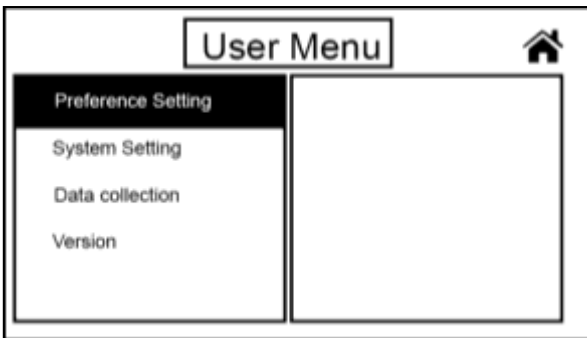 User Menu
Preference Setting
System Setting
Data collection
Version